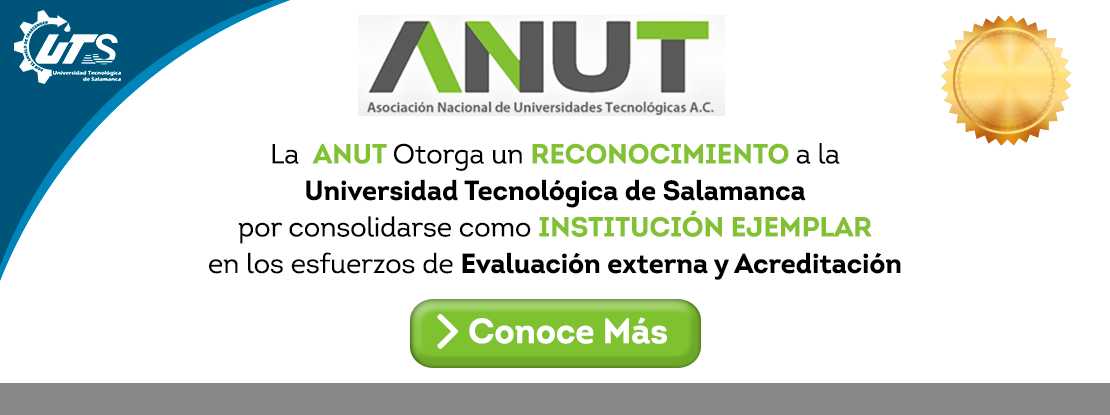 UTS
Universidad Tecnológica
de Salamanca
ANUT
Asociación Nacional de Universidades Tecnológicas A.C.
La ANUT Otorga un RECONOCIMIENTO a la
Universidad Tecnológica de Salamanca
por consolidarse como INSTITUCIÓN EJEMPLAR
en los esfuerzos de Evaluación externa y Acreditación
Conoce Más